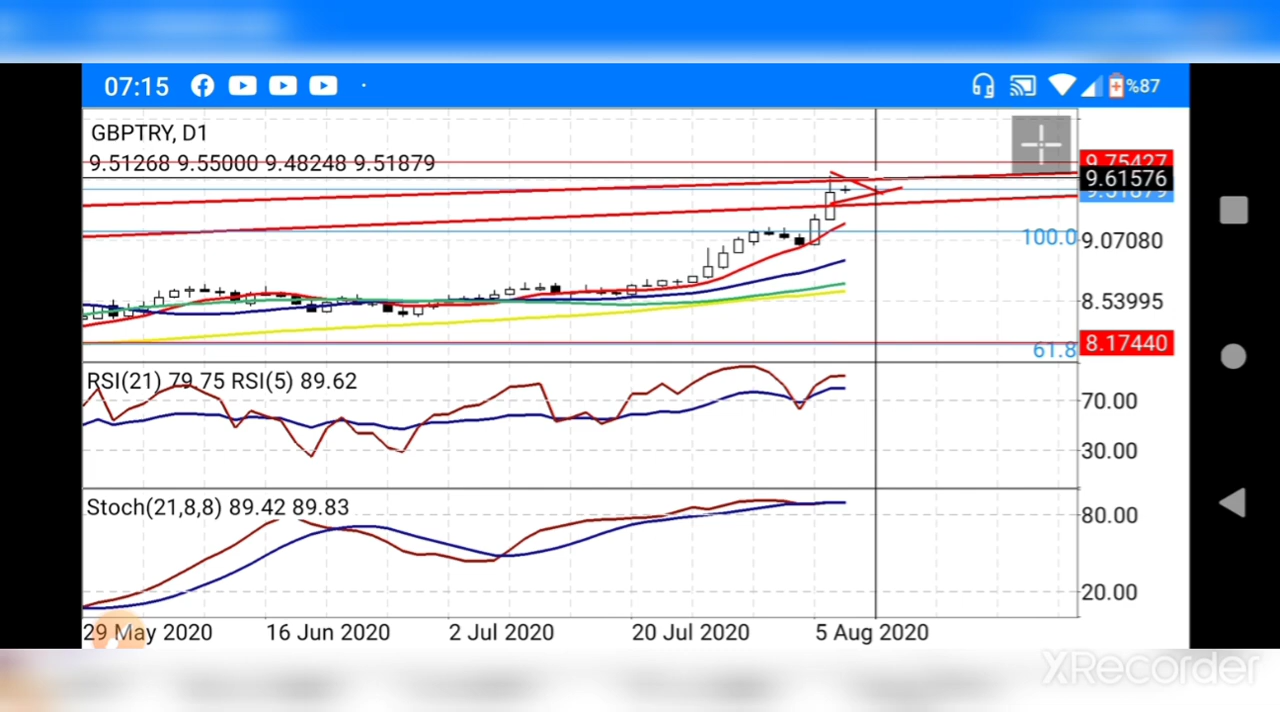 07:15 %87
GBPTRY, D1
9.51268 9.55000 9.48248 9.51879
9.75427
9.61576
9.51879
100.0
9.07080
8.53995
8.17440
61.8
RSI(21) 79.75 RSI(5) 89.62
70.00
30.00
Stoch(21,8,8) 89.42 89.83
80.00
20.00
29 May 2020 16 Jun 2020 2 Jul 2020 20 Jul 2020 5 Aug 2020
XRecorder